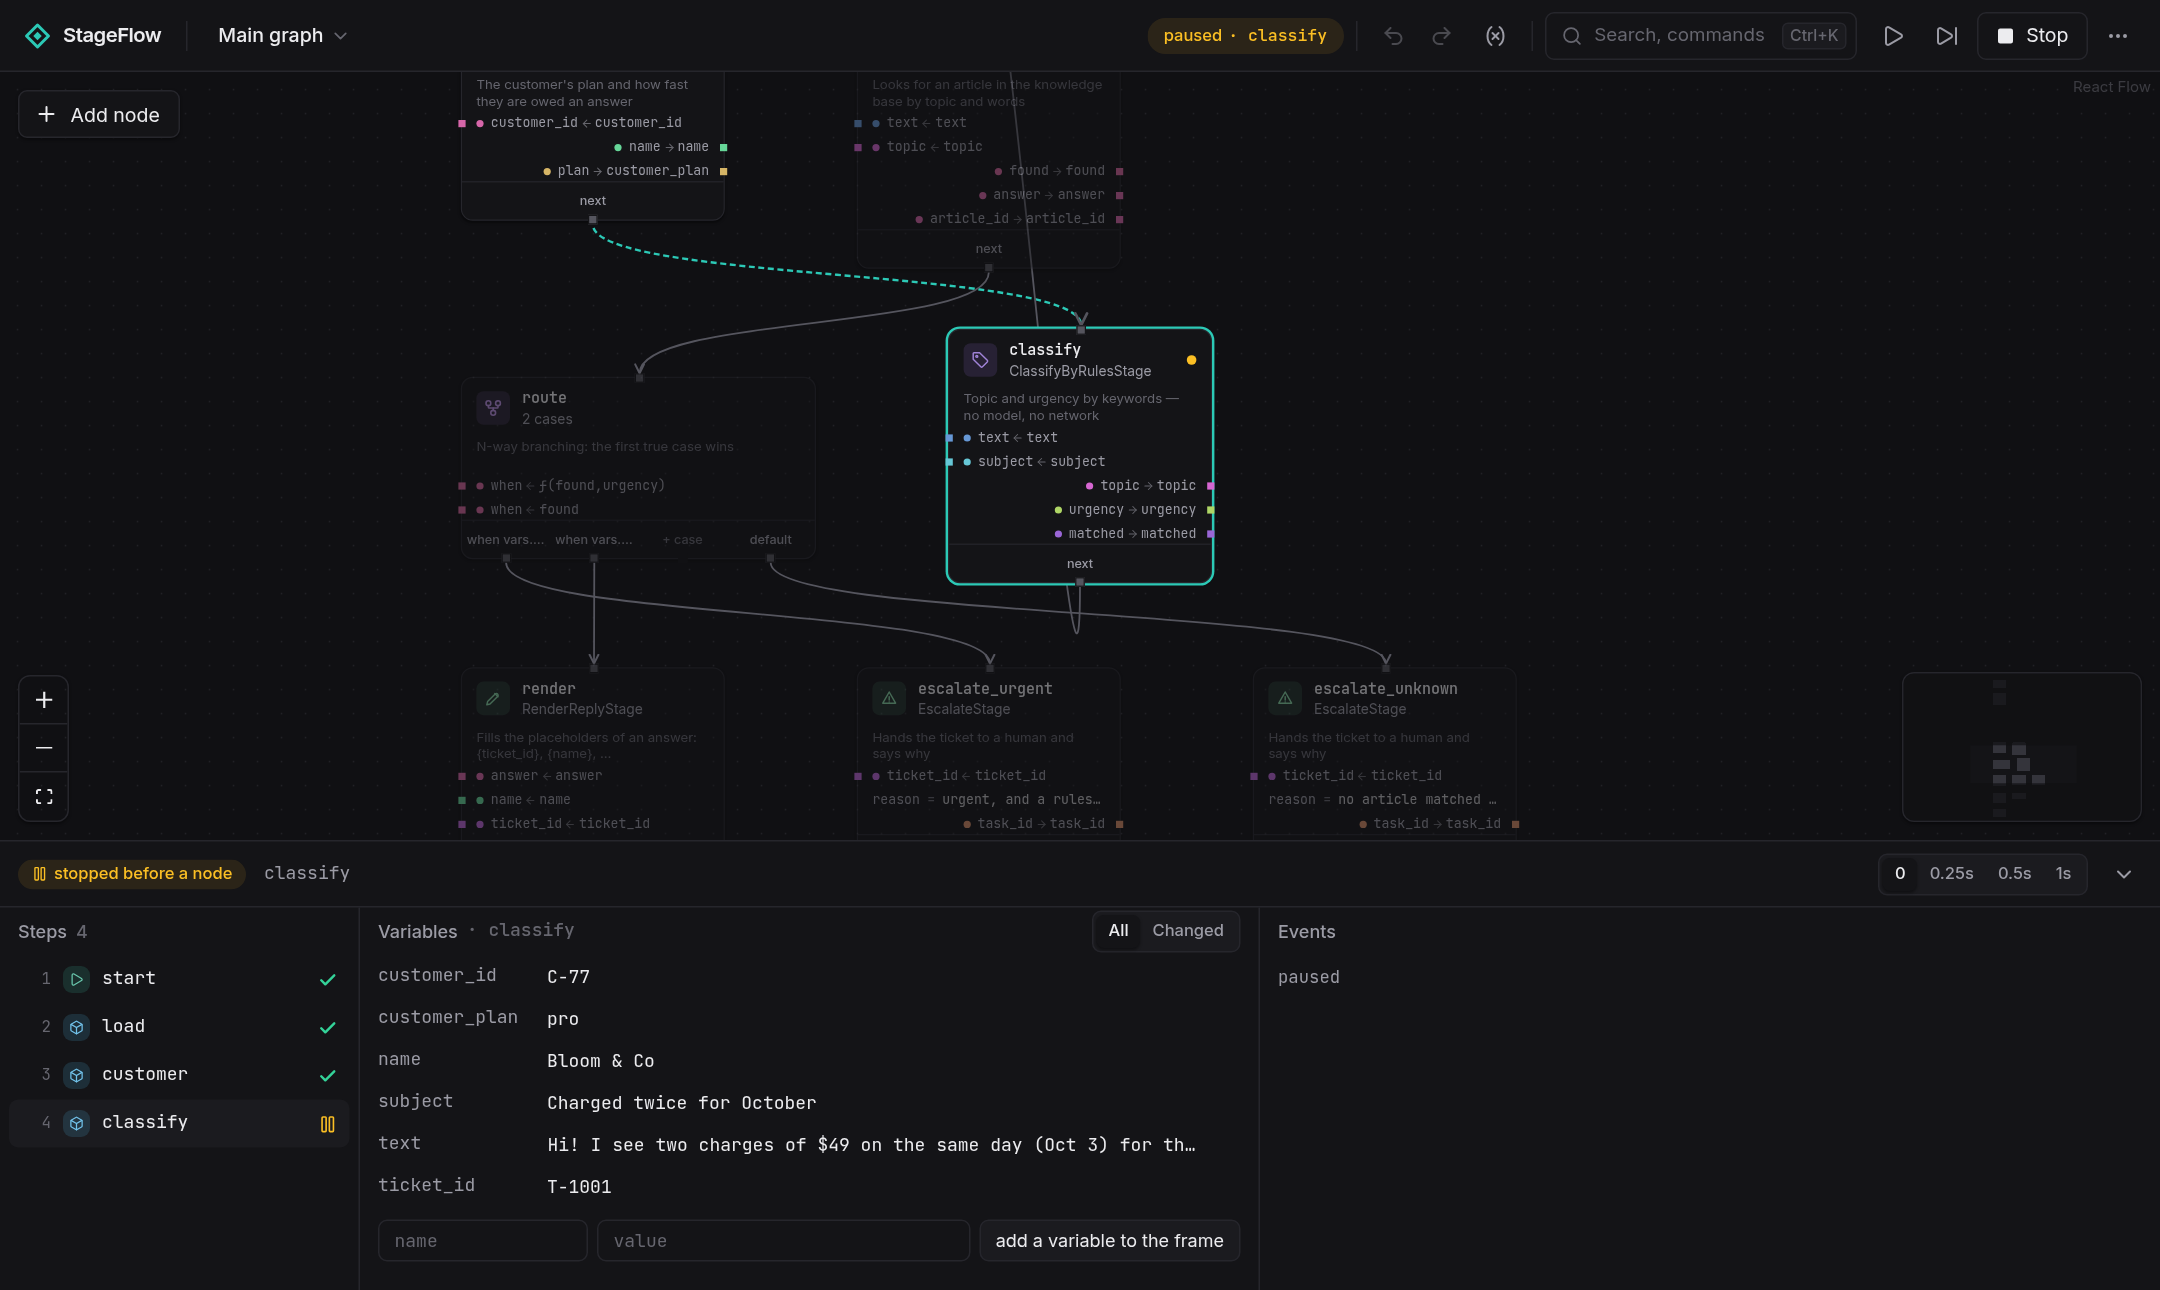 StageFlow
Main graph
paused · classify
Search, commands
Ctrl+K
Stop
Add node
React Flow
The customer's plan and how fast
they are owed an answer
customer_id ← customer_id
name → name
plan → customer_plan
next
Looks for an article in the knowledge
base by topic and words
text ← text
topic ← topic
found → found
answer → answer
article_id → article_id
next
classify
ClassifyByRulesStage
Topic and urgency by keywords —
no model, no network
text ← text
subject ← subject
topic → topic
urgency → urgency
matched → matched
next
route
2 cases
N-way branching: the first true case wins
when ← ƒ(found,urgency)
when ← found
when vars.... when vars.... + case default
render
RenderReplyStage
Fills the placeholders of an answer:
{ticket_id}, {name}, ...
answer ← answer
name ← name
ticket_id ← ticket_id
escalate_urgent
EscalateStage
Hands the ticket to a human and
says why
ticket_id ← ticket_id
reason = urgent, and a rules…
task_id → task_id
escalate_unknown
EscalateStage
Hands the ticket to a human and
says why
ticket_id ← ticket_id
reason = no article matched …
task_id → task_id
stopped before a node
classify
0 0.25s 0.5s 1s
Steps 4
1 start
2 load
3 customer
4 classify
Variables · classify
All Changed
customer_id C-77
customer_plan pro
name Bloom & Co
subject Charged twice for October
text Hi! I see two charges of $49 on the same day (Oct 3) for th…
ticket_id T-1001
name
value
add a variable to the frame
Events
paused